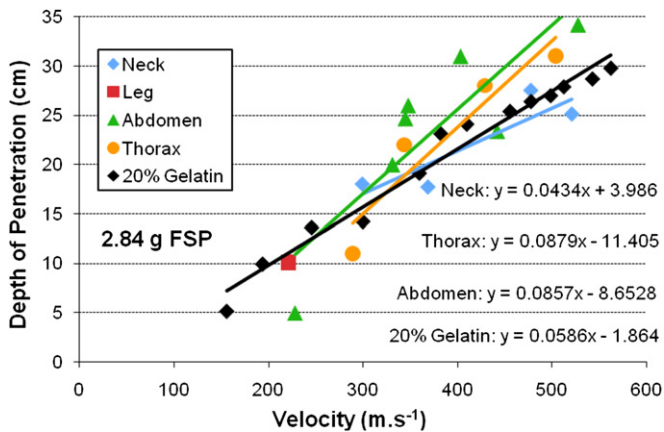 Depth of Penetration (cm)
35
30
25
20
15
10
5
0
Neck
Leg
Abdomen
Thorax
20% Gelatin
2.84 g FSP
Neck: y = 0.0434x + 3.986
Thorax: y = 0.0879x - 11.405
Abdomen: y = 0.0857x - 8.6528
20% Gelatin: y = 0.0586x - 1.864
0 100 200 300 400 500 600
Velocity (m.s⁻¹)